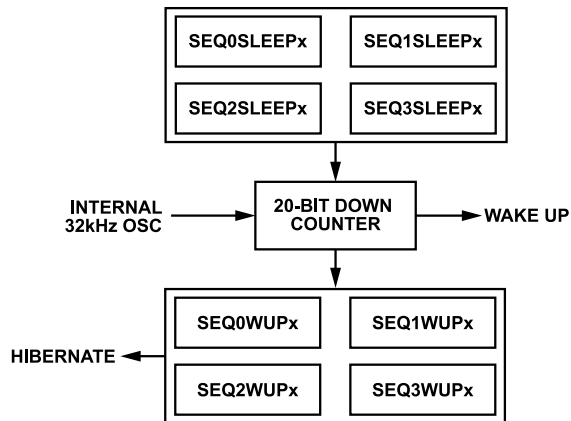 SEQ0SLEEPx
SEQ1SLEEPx
SEQ2SLEEPx
SEQ3SLEEPx
INTERNAL
32kHz OSC
20-BIT DOWN
COUNTER
WAKE UP
SEQ0WUPx
SEQ1WUPx
HIBERNATE
SEQ2WUPx
SEQ3WUPx